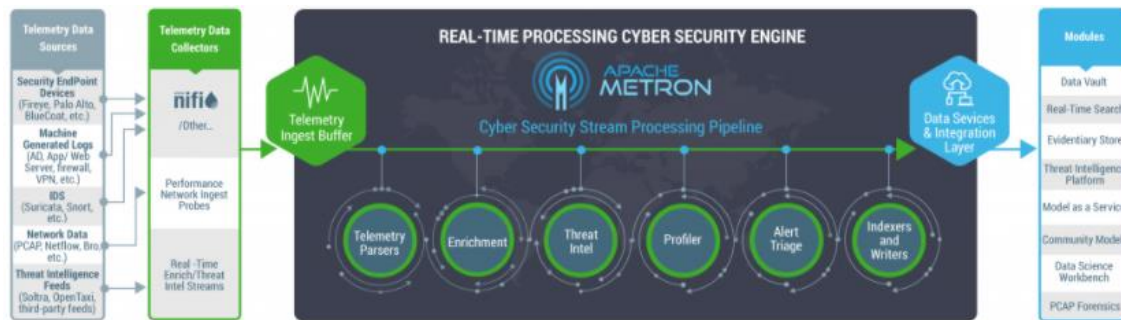 Telemetry Data
Sources
Security EndPoint
Devices
(Fireye, Palo Alto,
BlueCoat, etc.)
Machine
Generated Logs
(AD, App/ Web
Server, firewall,
VPN, etc.)
IDS
(Suricata, Snort,
etc.)
Network Data
(PCAP, Netflow, Bro,
etc.)
Threat Intelligence
Feeds
(Soltra, OpenTaxi,
third-party feeds)
Telemetry Data
Collectors
nifi
/Other...
Performance
Network Ingest
Probes
Real -Time
Enrich/Threat
Intel Streams
REAL-TIME PROCESSING CYBER SECURITY ENGINE
APACHE
METRON
Cyber Security Stream Processing Pipeline
Telemetry
Ingest Buffer
Telemetry
Parsers
Enrichment
Threat
Intel
Profiler
Alert
Triage
Indexers
and
Writers
Data Sevices
& Integration
Layer
Modules
Data Vault
Real-Time Search
Evidentiary Store
Threat Intelligence
Platform
Model as a Service
Community Models
Data Science
Workbench
PCAP Forensics